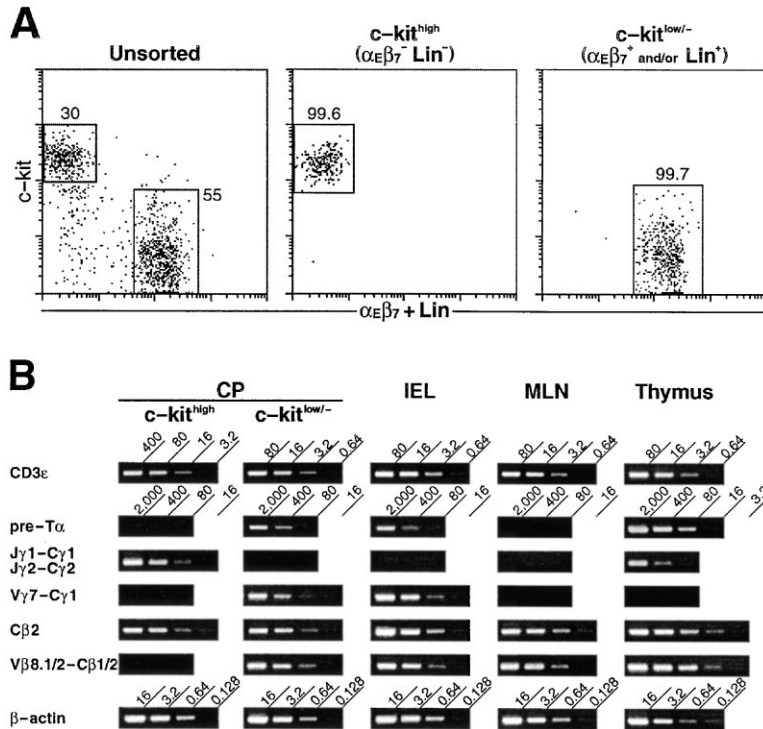 A
Unsorted
c-kit^high
(αEβ7⁻ Lin⁻)
c-kit^low/-
(αEβ7⁺ and/or Lin⁺)
30
55
99.6
99.7
c-kit
αEβ7 + Lin
B
CP
IEL
MLN
Thymus
c-kit^high
c-kit^low/-
400 80 16 3.2
80 16 3.2 0.64
80 16 3.2 0.64
80 16 3.2 0.64
80 16 3.2 0.64
CD3ε
2,000 400 80 16
2,000 400 80 16
2,000 400 80 16
2,000 400 80 16
2,000 400 80 16 3.2
pre-Tα
Jγ1-Cγ1
Jγ2-Cγ2
Vγ7-Cγ1
Cβ2
Vβ8.1/2-Cβ1/2
16 3.2 0.64 0.128
16 3.2 0.64 0.128
16 3.2 0.64 0.128
16 3.2 0.64 0.128
16 3.2 0.64 0.128
β-actin